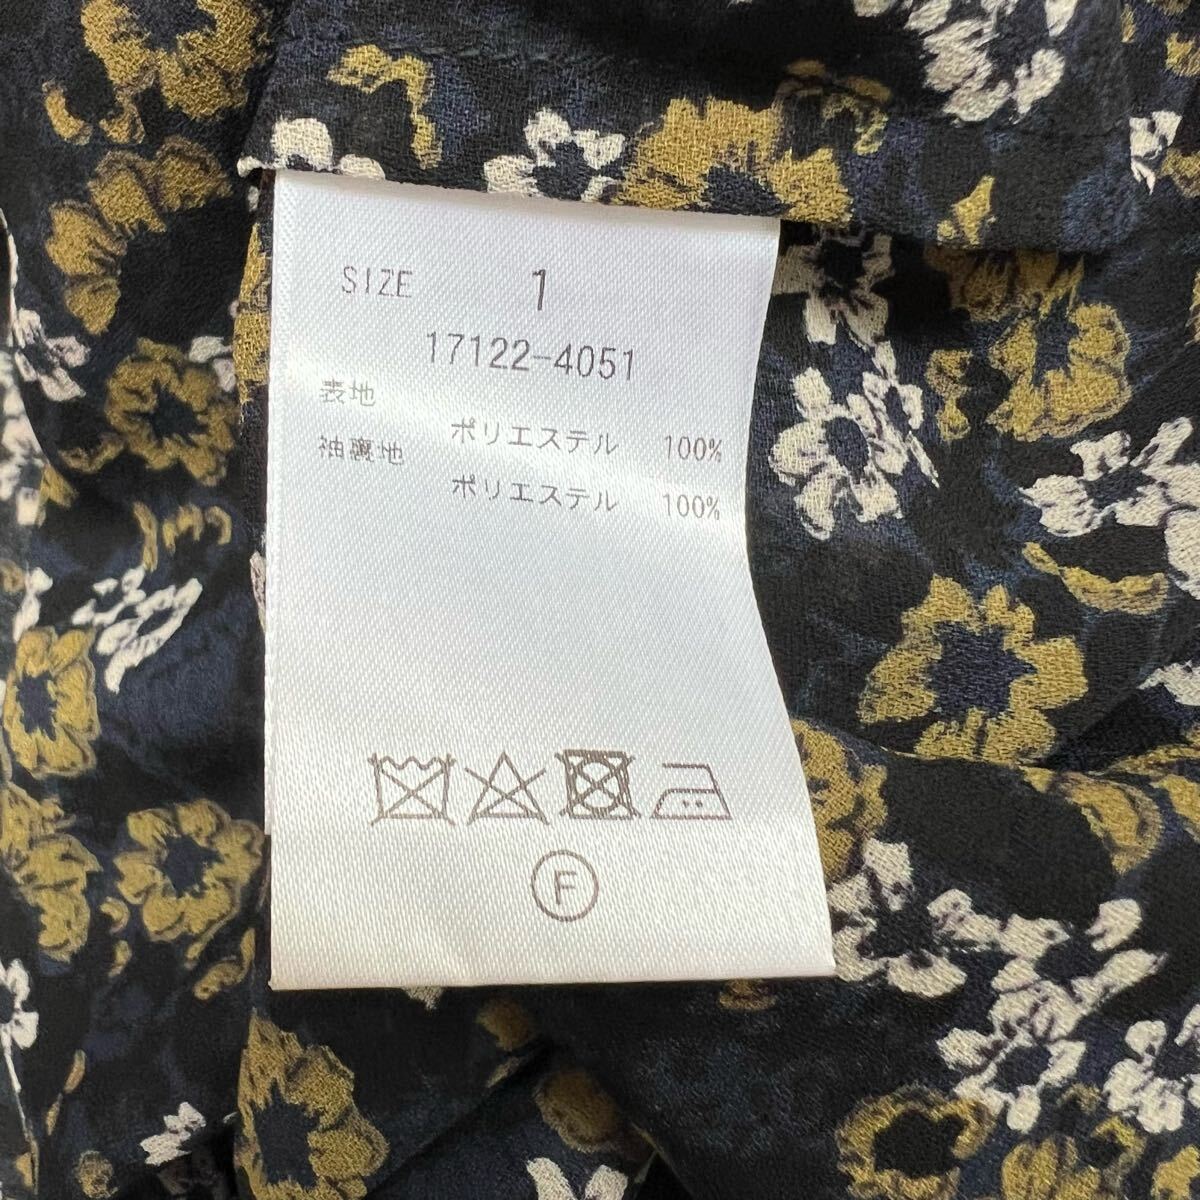 SIZE 1
17122-4051
表地
ポリエステル 100%
袖裏地
ポリエステル 100%
F